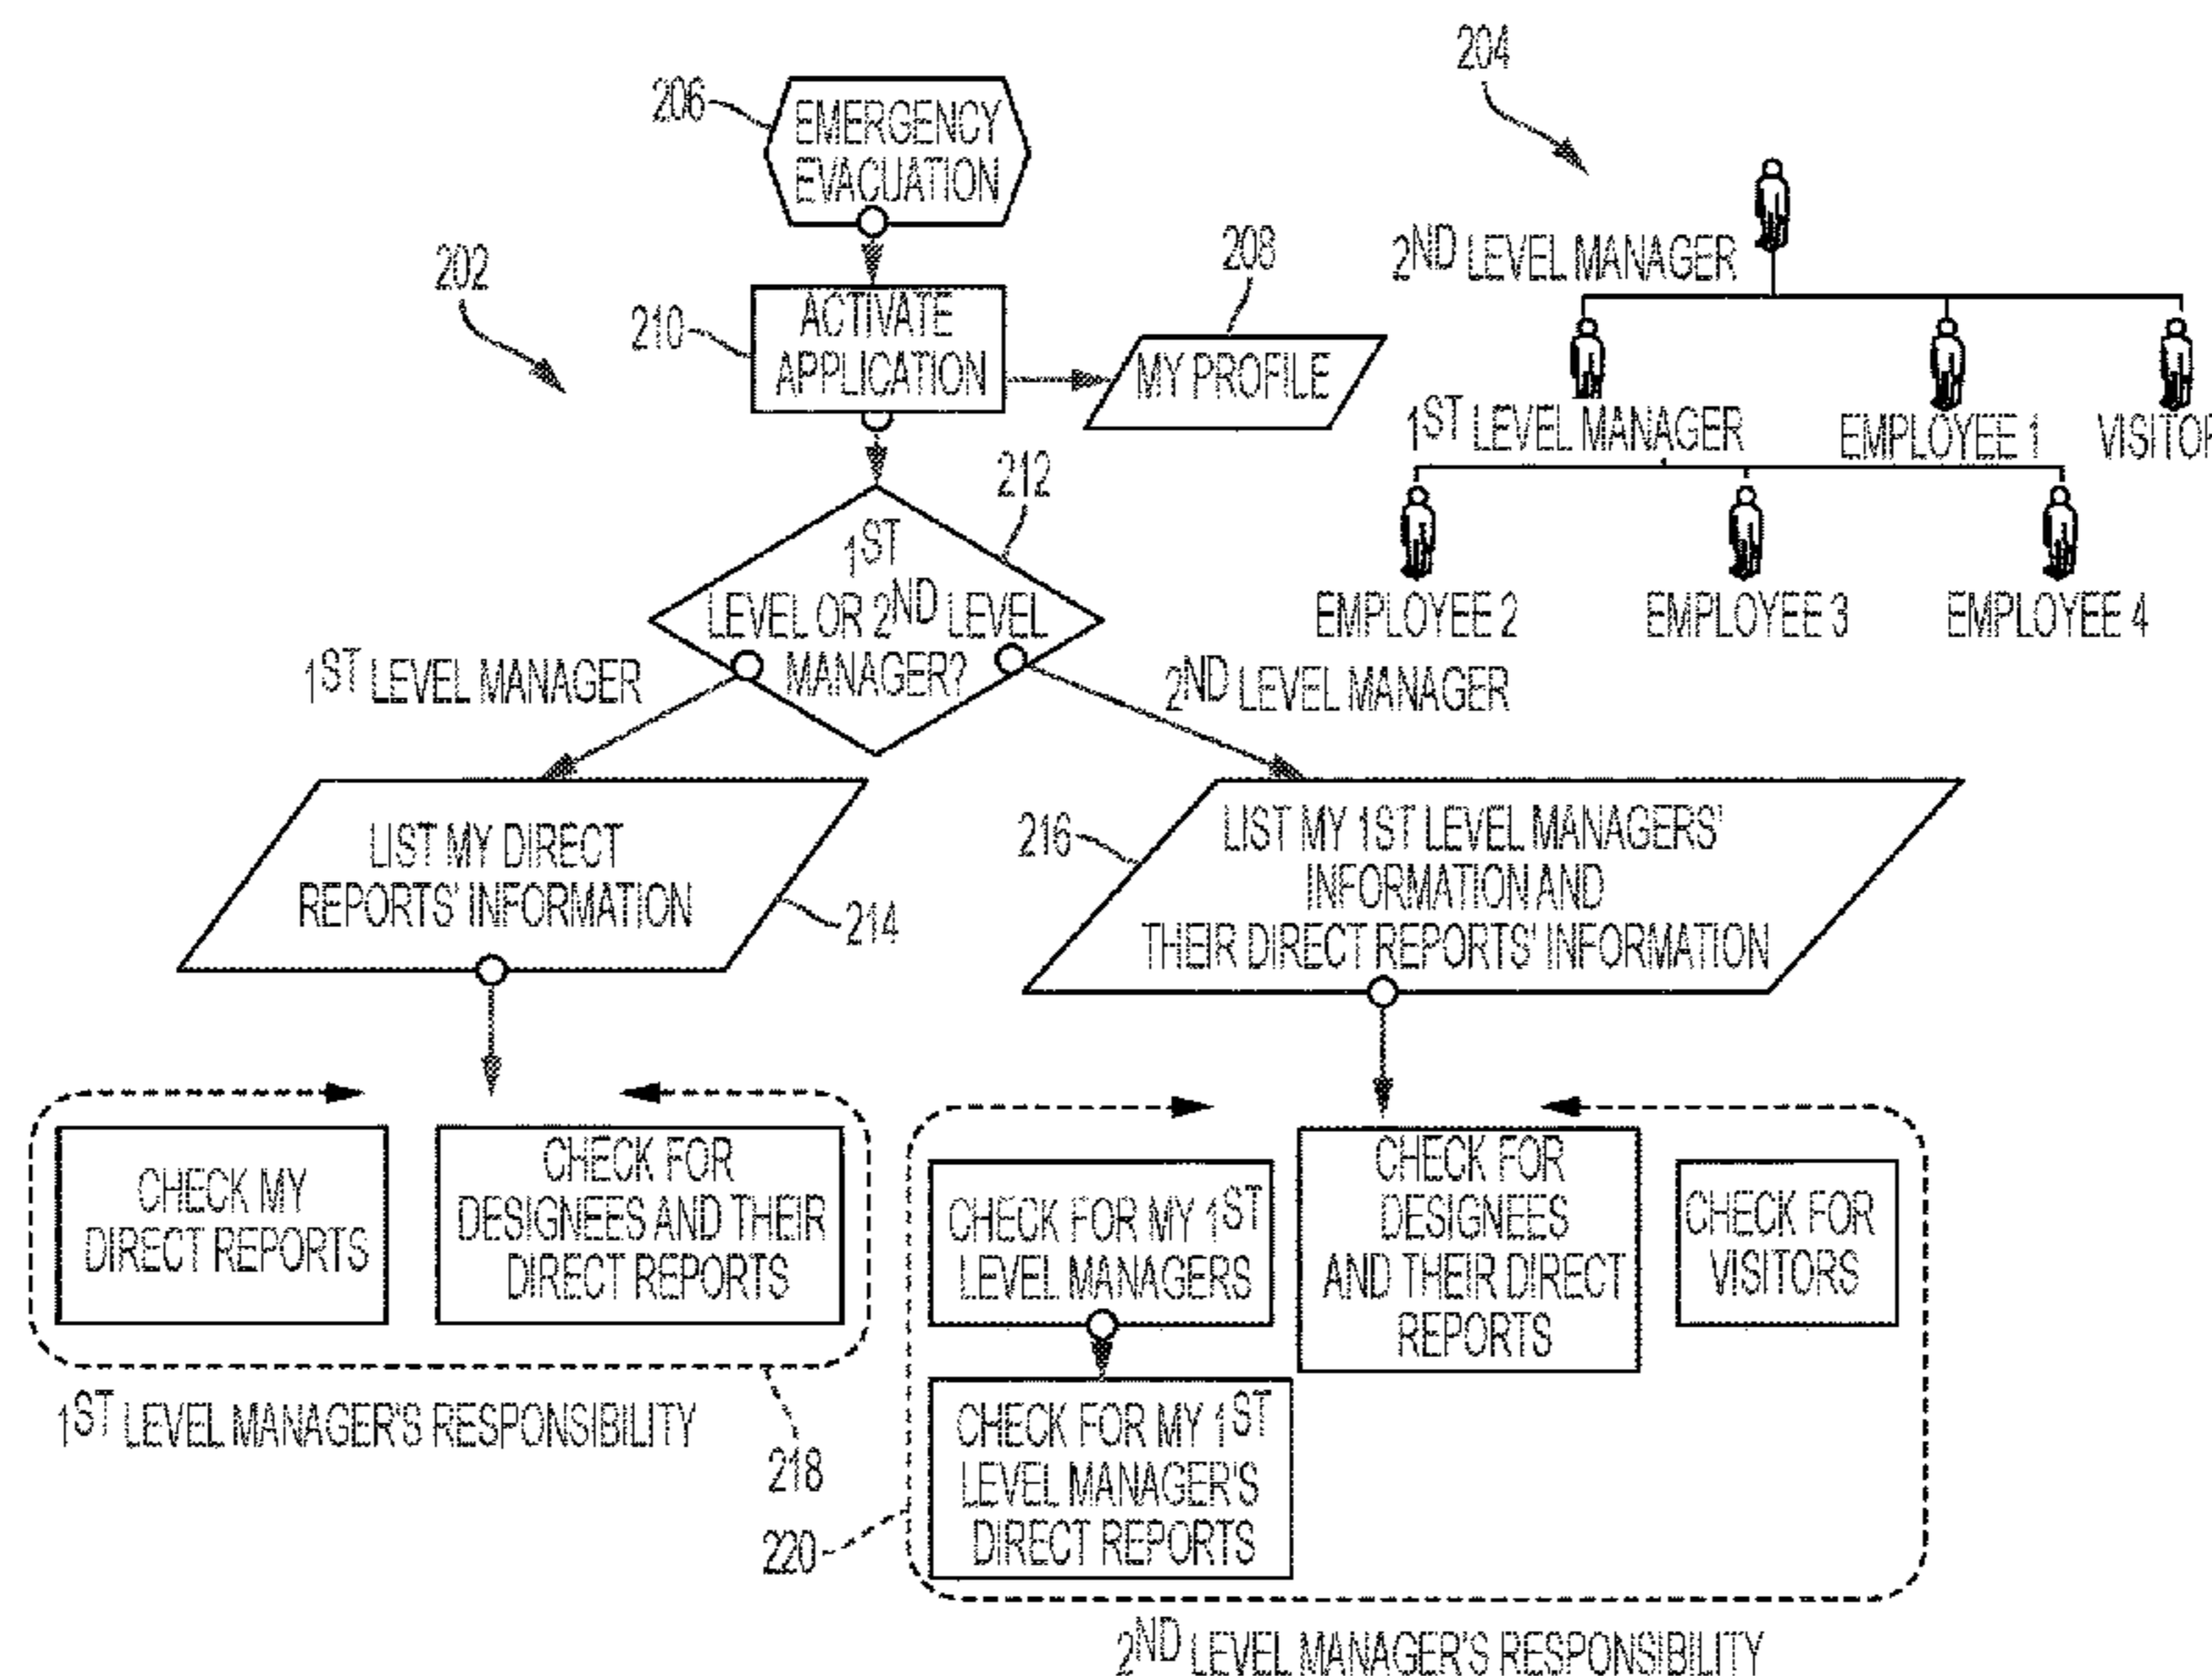 204
206
EMERGENCY
EVACUATION
202
208
2ND LEVEL MANAGER
210
ACTIVATE
APPLICATION
MY PROFILE
1ST LEVEL MANAGER
EMPLOYEE 1
VISITOR
212
1ST
LEVEL OR 2ND LEVEL
MANAGER?
EMPLOYEE 2
EMPLOYEE 3
EMPLOYEE 4
1ST LEVEL MANAGER
2ND LEVEL MANAGER
LIST MY DIRECT
REPORTS' INFORMATION
214
216
LIST MY 1ST LEVEL MANAGERS'
INFORMATION AND
THEIR DIRECT REPORTS' INFORMATION
CHECK MY
DIRECT REPORTS
CHECK FOR
DESIGNEES AND THEIR
DIRECT REPORTS
1ST LEVEL MANAGER'S RESPONSIBILITY
218
CHECK FOR MY 1ST
LEVEL MANAGERS
CHECK FOR
DESIGNEES
AND THEIR DIRECT
REPORTS
CHECK FOR
VISITORS
CHECK FOR MY 1ST
LEVEL MANAGER'S
DIRECT REPORTS
220
2ND LEVEL MANAGER'S RESPONSIBILITY